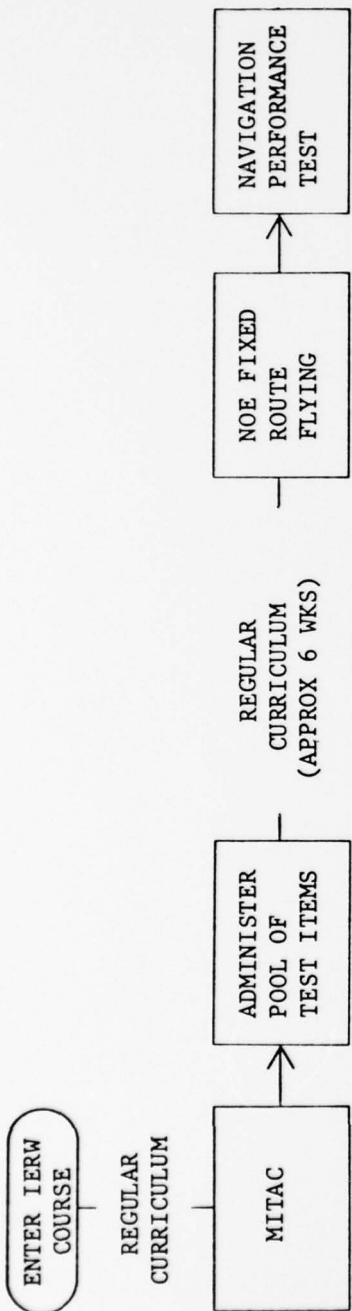 ENTER IERW
COURSE
REGULAR
CURRICULUM
MITAC
ADMINISTER
POOL OF
TEST ITEMS
REGULAR
CURRICULUM
(APPROX 6 WKS)
NOE FIXED
ROUTE
FLYING
NAVIGATION
PERFORMANCE
TEST